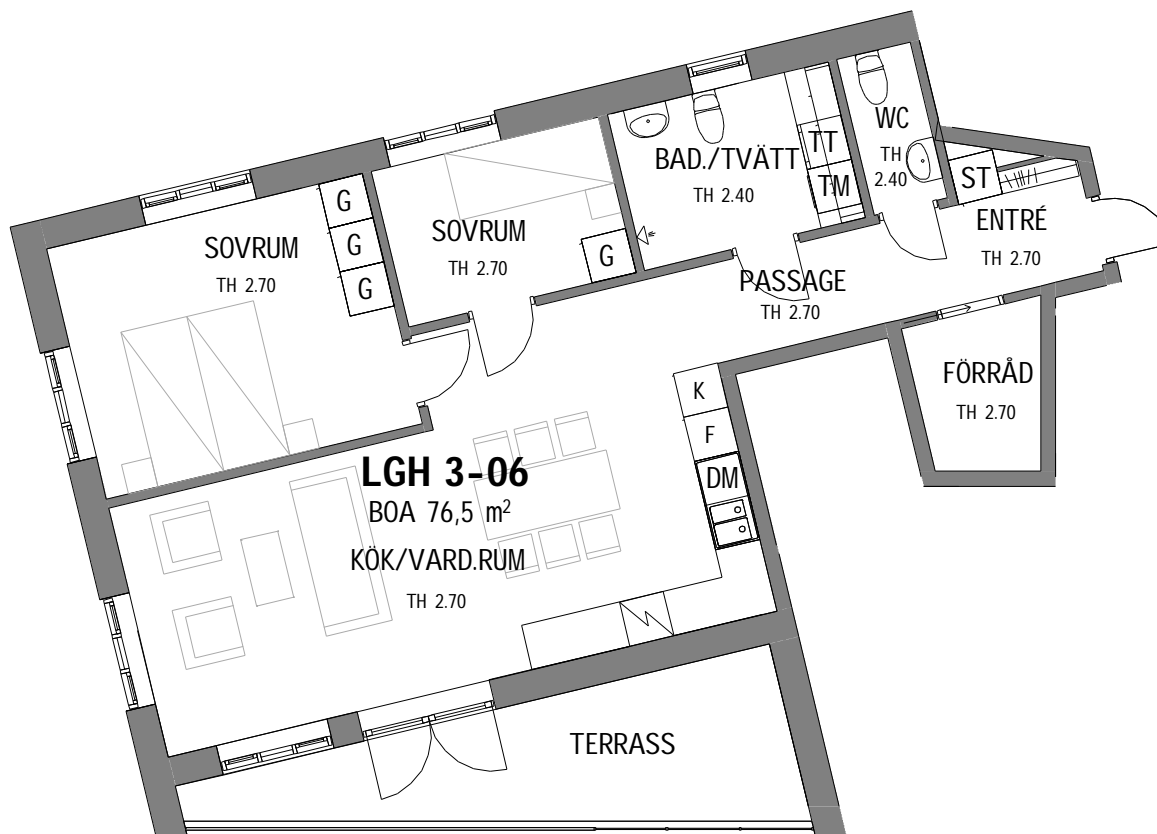 WC
TH
2.40
BAD./TVÄTT
TH 2.40
TT
TM
ST
ENTRÉ
TH 2.70
G
G
G
SOVRUM
TH 2.70
SOVRUM
TH 2.70
G
PASSAGE
TH 2.70
FÖRRÅD
TH 2.70
K
F
DM
LGH 3-06
BOA 76,5 m²
KÖK/VARD.RUM
TH 2.70
TERRASS